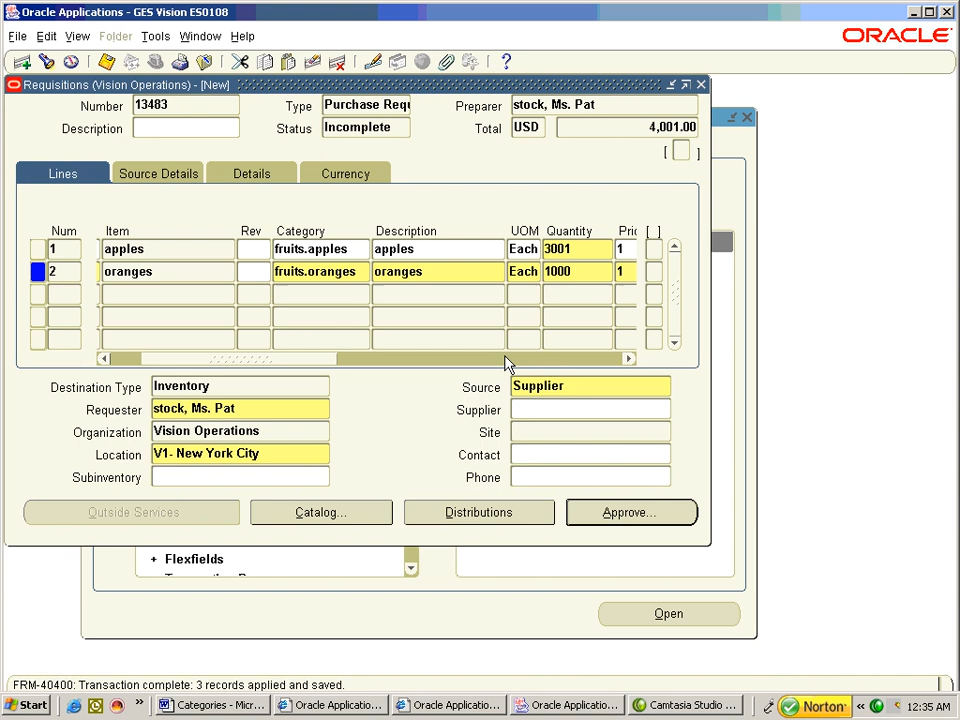 Oracle Applications - GES Vision ES0108
File Edit View Folder Tools Window Help
ORACLE
Requisitions (Vision Operations) - [New]
Number 13483 Type Purchase Requ Preparer stock, Ms. Pat
Description Status Incomplete Total USD 4,001.00
[ ]
Lines Source Details Details Currency
Num Item Rev Category Description UOM Quantity Pric [ ]
1 apples fruits.apples apples Each 3001 1
2 oranges fruits.oranges oranges Each 1000 1
Destination Type Inventory Source Supplier
Requester stock, Ms. Pat Supplier
Organization Vision Operations Site
Location V1- New York City Contact
Subinventory Phone
Outside Services Catalog... Distributions Approve...
+ Flexfields
Open
FRM-40400: Transaction complete: 3 records applied and saved.
Start » Categories - Micr... Oracle Applicatio... Oracle Applicatio... Oracle Applicatio... Camtasia Studio ... Norton™ « 12:35 AM